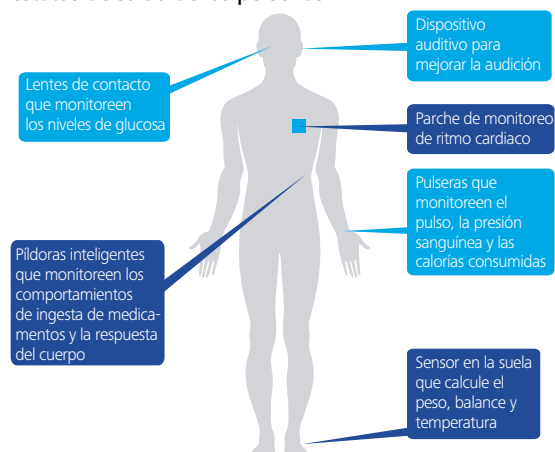 Dispositivo
auditivo para
mejorar la audición
Lentes de contacto
que monitoreen
los niveles de glucosa
Parche de monitoreo
de ritmo cardiaco
Pulseras que
monitoreen el
pulso, la presión
sanguínea y las
calorías consumidas
Píldoras inteligentes
que monitoreen los
comportamientos
de ingesta de medica-
mentos y la respuesta
del cuerpo
Sensor en la suela
que calcule el
peso, balance y
temperatura